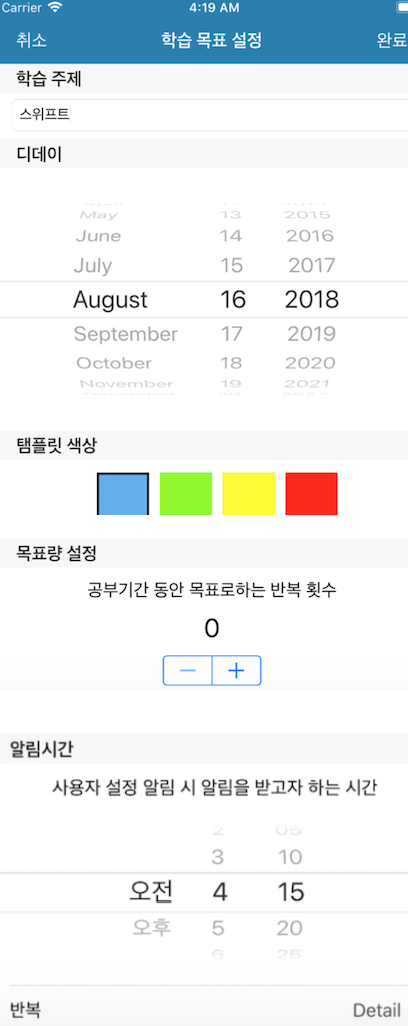 Carrier 4:19 AM
취소 학습 목표 설정 완료
학습 주제
스위프트
디데이
May 13 2015
June 14 2016
July 15 2017
August 16 2018
September 17 2019
October 18 2020
November 19 2021
탬플릿 색상
목표량 설정
공부기간 동안 목표로하는 반복 횟수
0
− +
알림시간
사용자 설정 알림 시 알림을 받고자 하는 시간
2 05
3 10
오전 4 15
오후 5 20
6 25
반복 Detail